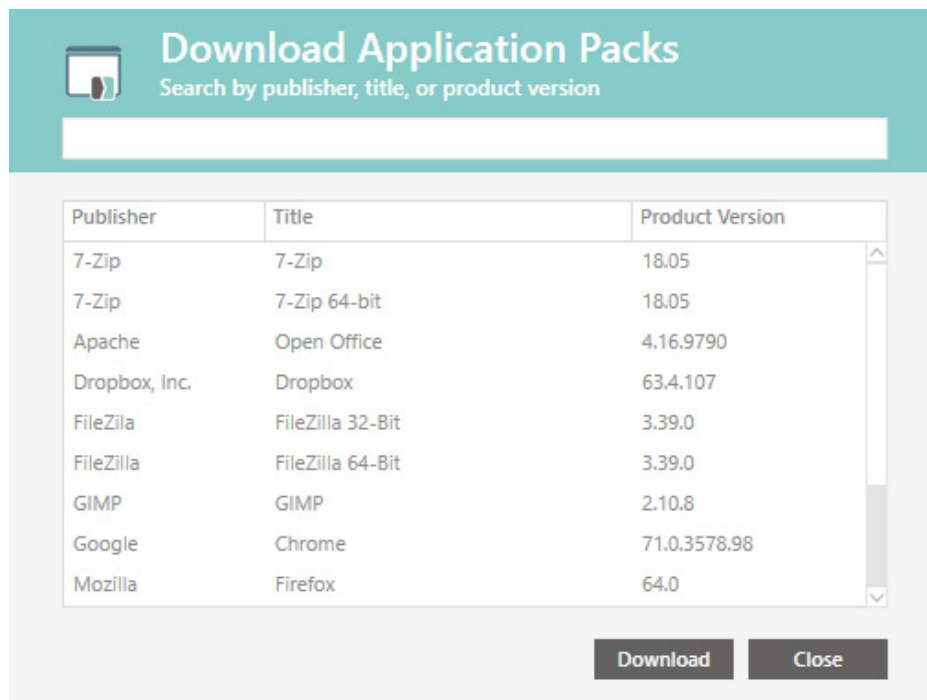 Download Application Packs
Search by publisher, title, or product version
Publisher Title Product Version
7-Zip 7-Zip 18.05
7-Zip 7-Zip 64-bit 18.05
Apache Open Office 4.16.9790
Dropbox, Inc. Dropbox 63.4.107
FileZila FileZilla 32-Bit 3.39.0
FileZilla FileZilla 64-Bit 3.39.0
GIMP GIMP 2.10.8
Google Chrome 71.0.3578.98
Mozilla Firefox 64.0
Download Close